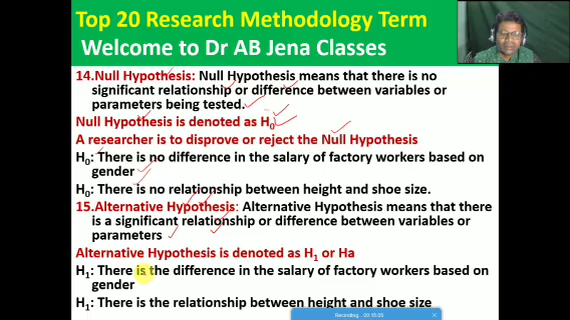 Top 20 Research Methodology Term
Welcome to Dr AB Jena Classes
14.Null Hypothesis: Null Hypothesis means that there is no
significant relationship or difference between variables or
parameters being tested.
Null Hypothesis is denoted as H0
A researcher is to disprove or reject the Null Hypothesis
H0: There is no difference in the salary of factory workers based on
gender
H0: There is no relationship between height and shoe size.
15.Alternative Hypothesis: Alternative Hypothesis means that there
is a significant relationship or difference between variables or
parameters
Alternative Hypothesis is denoted as H1 or Ha
H1: There is the difference in the salary of factory workers based on
gender
H1: There is the relationship between height and shoe size